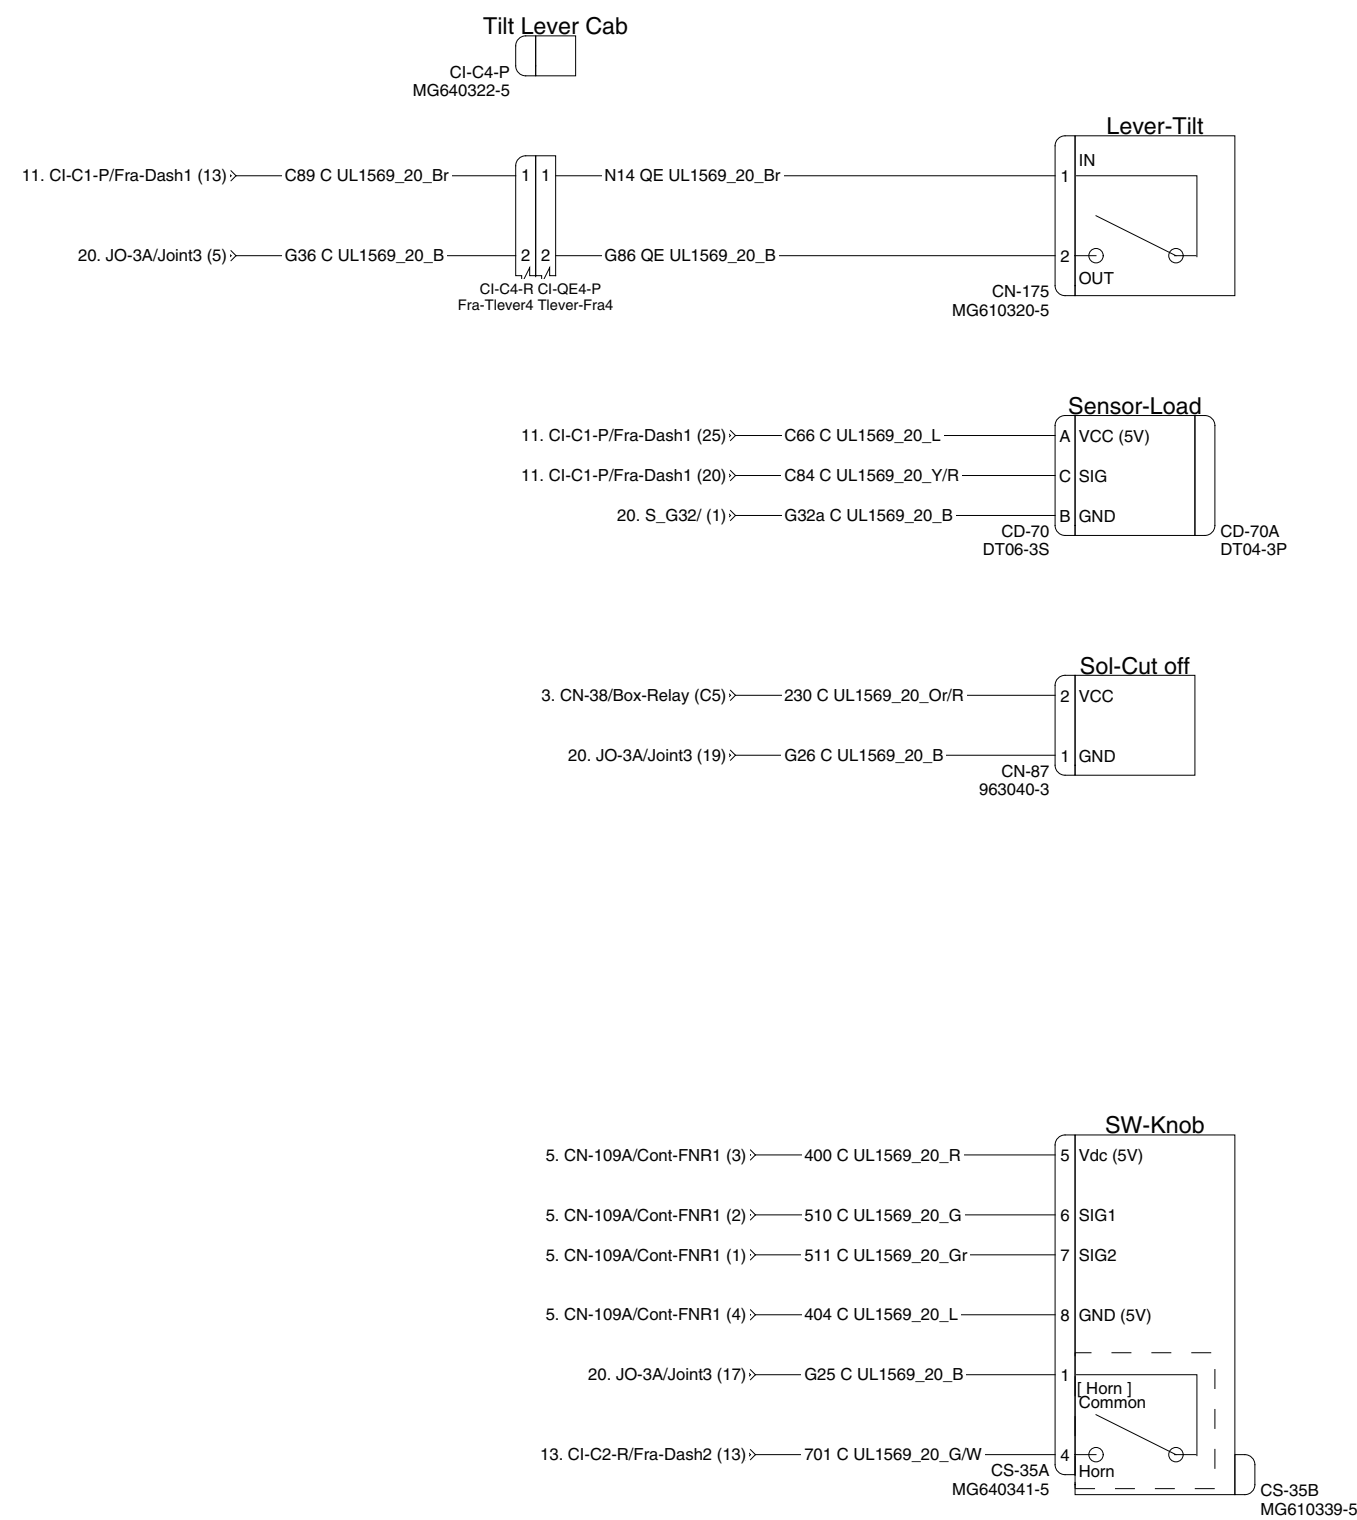 Tilt Lever Cab
CI-C4-P
MG640322-5
Lever-Tilt
IN
11. CI-C1-P/Fra-Dash1 (13) C89 C UL1569_20_Br 1 1 N14 QE UL1569_20_Br 1
20. JO-3A/Joint3 (5) G36 C UL1569_20_B 2 2 G86 QE UL1569_20_B 2
OUT
CI-C4-R CI-QE4-P
Fra-Tlever4 Tlever-Fra4
CN-175
MG610320-5
Sensor-Load
11. CI-C1-P/Fra-Dash1 (25) C66 C UL1569_20_L A VCC (5V)
11. CI-C1-P/Fra-Dash1 (20) C84 C UL1569_20_Y/R C SIG
20. S_G32/ (1) G32a C UL1569_20_B B GND
CD-70
DT06-3S
CD-70A
DT04-3P
Sol-Cut off
3. CN-38/Box-Relay (C5) 230 C UL1569_20_Or/R 2 VCC
20. JO-3A/Joint3 (19) G26 C UL1569_20_B 1 GND
CN-87
963040-3
SW-Knob
5. CN-109A/Cont-FNR1 (3) 400 C UL1569_20_R 5 Vdc (5V)
5. CN-109A/Cont-FNR1 (2) 510 C UL1569_20_G 6 SIG1
5. CN-109A/Cont-FNR1 (1) 511 C UL1569_20_Gr 7 SIG2
5. CN-109A/Cont-FNR1 (4) 404 C UL1569_20_L 8 GND (5V)
20. JO-3A/Joint3 (17) G25 C UL1569_20_B 1
[ Horn ]
Common
13. CI-C2-R/Fra-Dash2 (13) 701 C UL1569_20_G/W 4
Horn
CS-35A
MG640341-5
CS-35B
MG610339-5